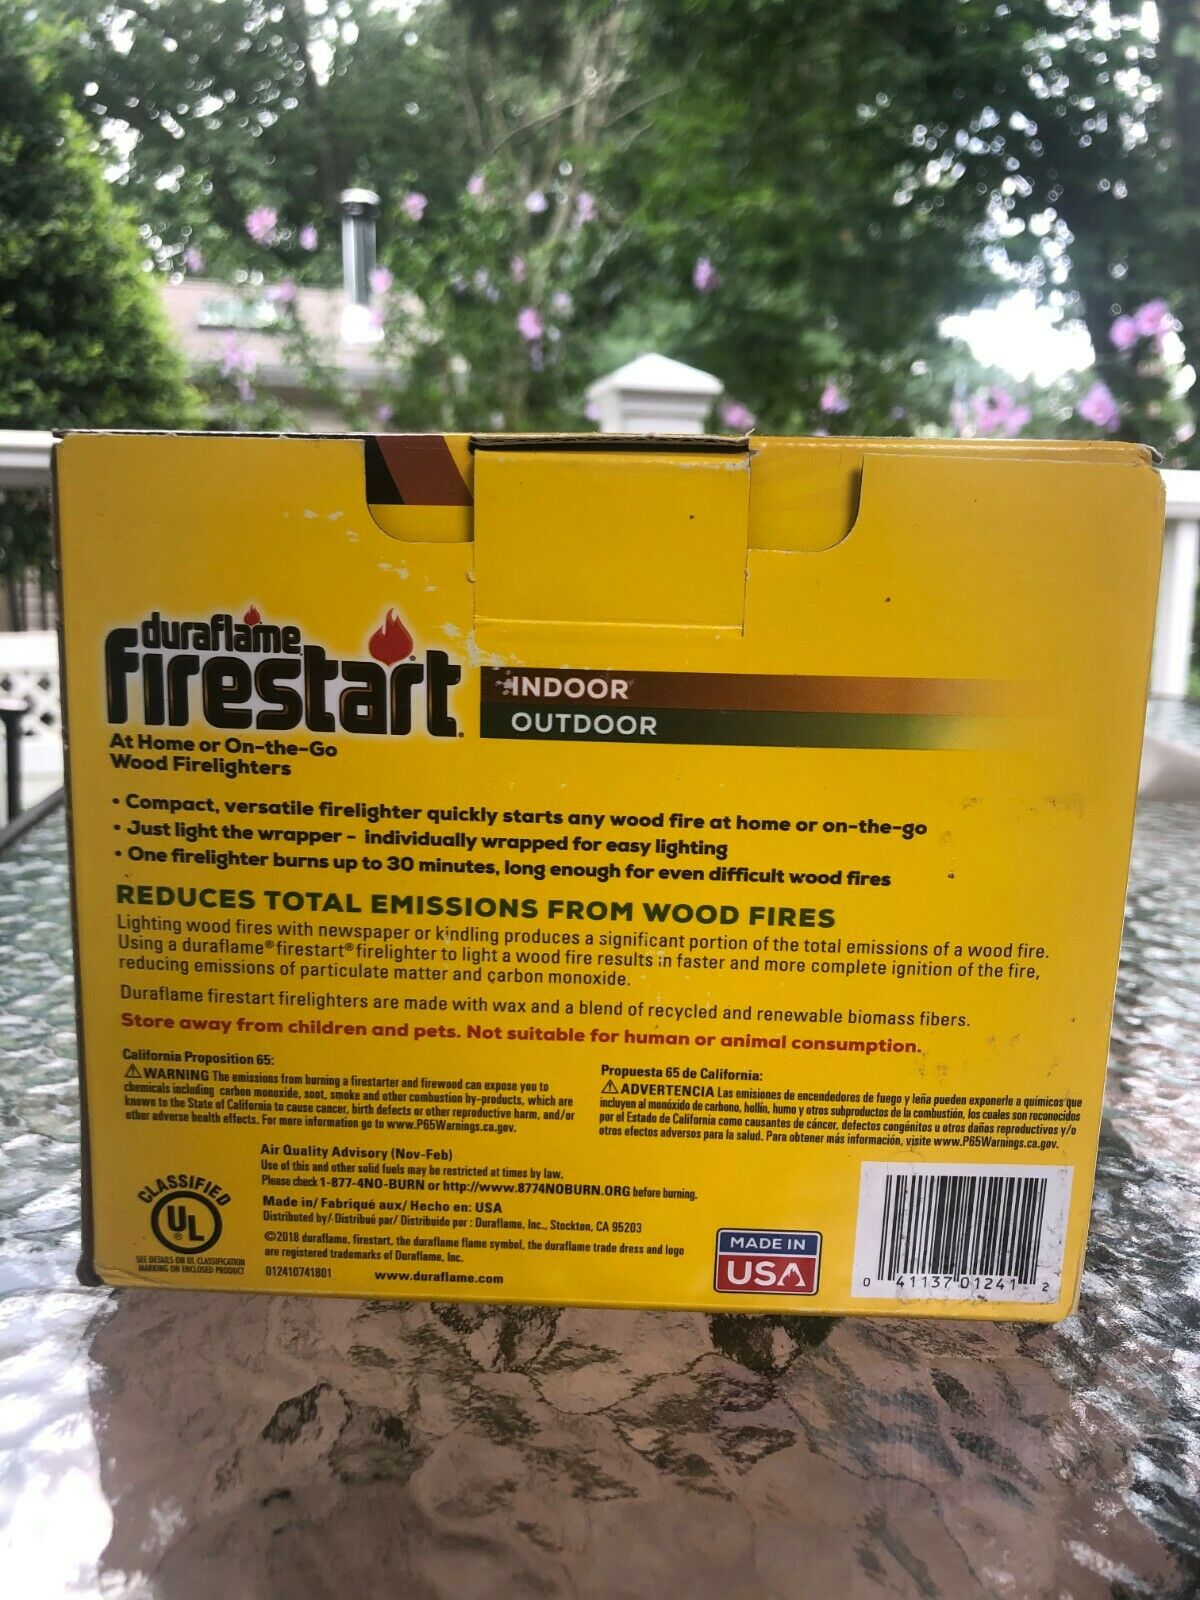 duraflame
firestart®
INDOOR
OUTDOOR
At Home or On-the-Go
Wood Firelighters
• Compact, versatile firelighter quickly starts any wood fire at home or on-the-go
• Just light the wrapper - individually wrapped for easy lighting
• One firelighter burns up to 30 minutes, long enough for even difficult wood fires
REDUCES TOTAL EMISSIONS FROM WOOD FIRES
Lighting wood fires with newspaper or kindling produces a significant portion of the total emissions of a wood fire.
Using a duraflame® firestart® firelighter to light a wood fire results in faster and more complete ignition of the fire,
reducing emissions of particulate matter and carbon monoxide.
Duraflame firestart firelighters are made with wax and a blend of recycled and renewable biomass fibers.
Store away from children and pets. Not suitable for human or animal consumption.
California Proposition 65:
⚠ WARNING The emissions from burning a firestarter and firewood can expose you to
chemicals including carbon monoxide, soot, smoke and other combustion by-products, which are
known to the State of California to cause cancer, birth defects or other reproductive harm, and/or
other adverse health effects. For more information go to www.P65Warnings.ca.gov.
Propuesta 65 de California:
⚠ ADVERTENCIA Las emisiones de encendedores de fuego y leña pueden exponerle a químicos que
incluyen al monóxido de carbono, hollín, humo y otros subproductos de la combustión, los cuales son reconocidos
por el Estado de California como causantes de cáncer, defectos congénitos u otros daños reproductivos y/o
otros efectos adversos para la salud. Para obtener más información, visite www.P65Warnings.ca.gov.
Air Quality Advisory (Nov-Feb)
Use of this and other solid fuels may be restricted at times by law.
Please check 1-877-4NO-BURN or http://www.8774NOBURN.ORG before burning.
Made in/ Fabriqué aux/ Hecho en: USA
Distributed by/ Distribué par/ Distribuido por : Duraflame, Inc., Stockton, CA 95203
©2018 duraflame, firestart, the duraflame flame symbol, the duraflame trade dress and logo
are registered trademarks of Duraflame, Inc.
012410741801 www.duraflame.com
CLASSIFIED
UL
®
SEE DETAILS ON UL CLASSIFICATION
MARKING ON ENCLOSED PRODUCT
MADE IN
USA
0 41137 01241 2